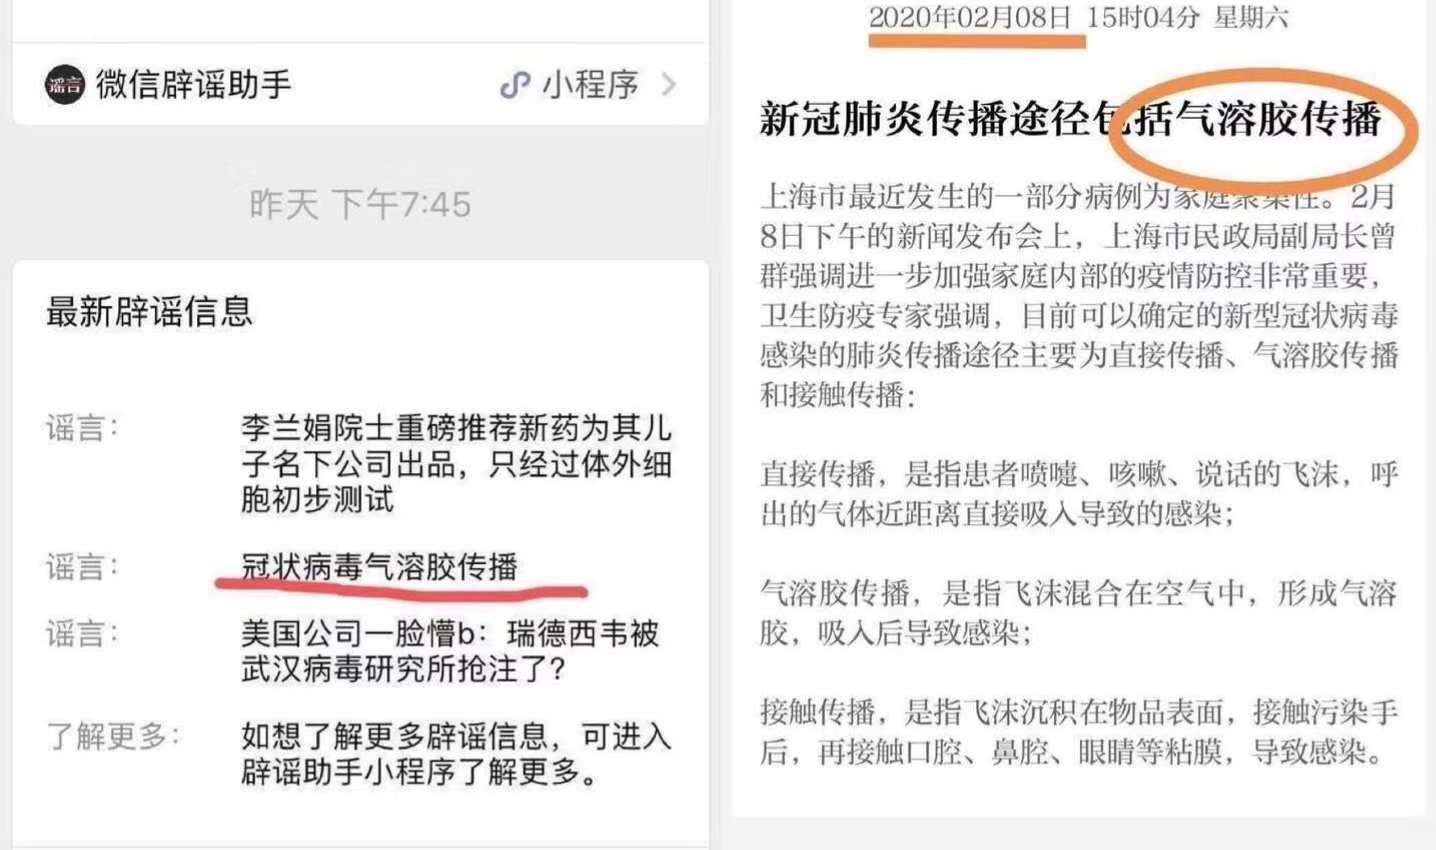 微信辟谣助手
小程序
昨天 下午7:45
最新辟谣信息
谣言：
李兰娟院士重磅推荐新药为其儿
子名下公司出品，只经过体外细
胞初步测试
谣言：
冠状病毒气溶胶传播
谣言：
美国公司一脸懵b：瑞德西韦被
武汉病毒研究所抢注了？
了解更多：
如想了解更多辟谣信息，可进入
辟谣助手小程序了解更多。
2020年02月08日 15时04分 星期六
新冠肺炎传播途径包括气溶胶传播
上海市最近发生的一部分病例为家庭聚集性。2月
8日下午的新闻发布会上，上海市民政局副局长曾
群强调进一步加强家庭内部的疫情防控非常重要，
卫生防疫专家强调，目前可以确定的新型冠状病毒
感染的肺炎传播途径主要为直接传播、气溶胶传播
和接触传播：
直接传播，是指患者喷嚏、咳嗽、说话的飞沫，呼
出的气体近距离直接吸入导致的感染；
气溶胶传播，是指飞沫混合在空气中，形成气溶
胶，吸入后导致感染；
接触传播，是指飞沫沉积在物品表面，接触污染手
后，再接触口腔、鼻腔、眼睛等粘膜，导致感染。